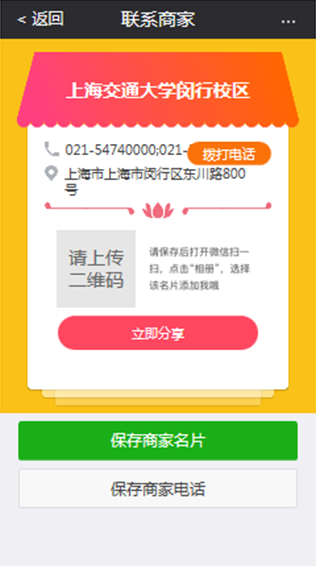 < 返回
联系商家
...
上海交通大学闵行校区
021-54740000;021-
拨打电话
上海市上海市闵行区东川路800
号
请上传
二维码
请保存后打开微信扫一
扫，点击“相册”，选择
该名片添加我哦
立即分享
保存商家名片
保存商家电话